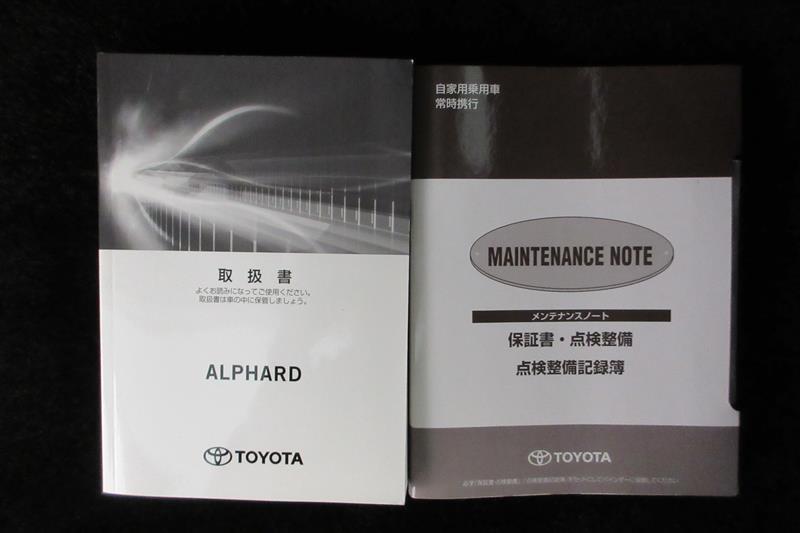 取扱書
よくお読みになってご使用ください。
取扱書は車の中に保管しましょう。
ALPHARD
TOYOTA
自家用乗用車
常時携行
MAINTENANCE NOTE
メンテナンスノート
保証書・点検整備
点検整備記録簿
TOYOTA